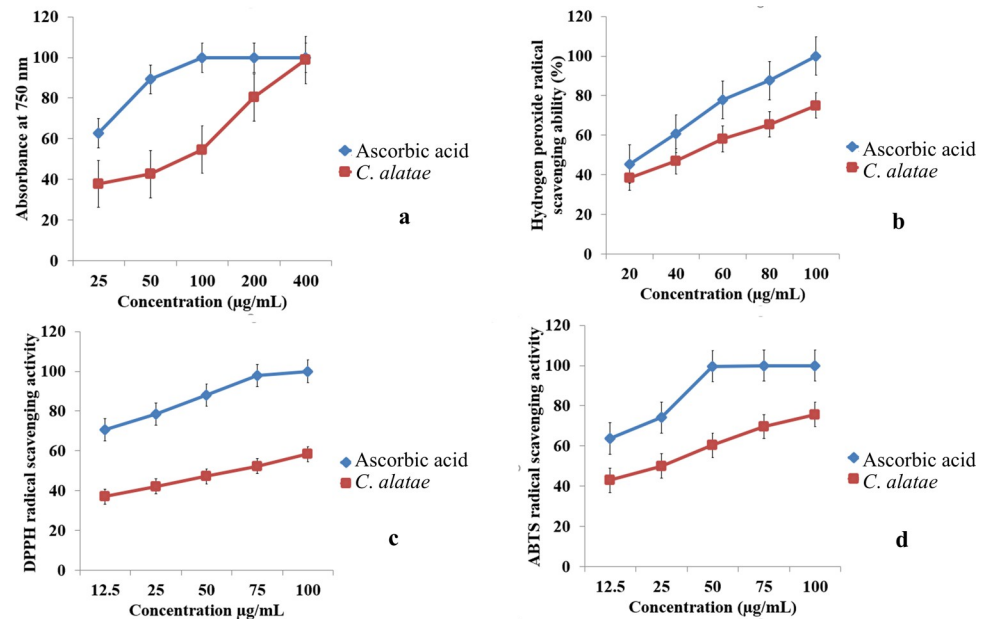 120
100
80
60
40
20
0
Absorbance at 750 nm
25 50 100 200 400
Concentration (µg/mL)
Ascorbic acid
C. alatae
a
120
100
80
60
40
20
0
Hydrogen peroxide radical
scavenging ability (%)
20 40 60 80 100
Concentration (µg/mL)
Ascorbic acid
C. alatae
b
120
100
80
60
40
20
0
DPPH radical scavenging activity
12.5 25 50 75 100
Concentration µg/mL
Ascorbic acid
C. alatae
c
120
100
80
60
40
20
0
ABTS radical scavenging activity
12.5 25 50 75 100
Concentration (µg/mL)
Ascorbic acid
C. alatae
d